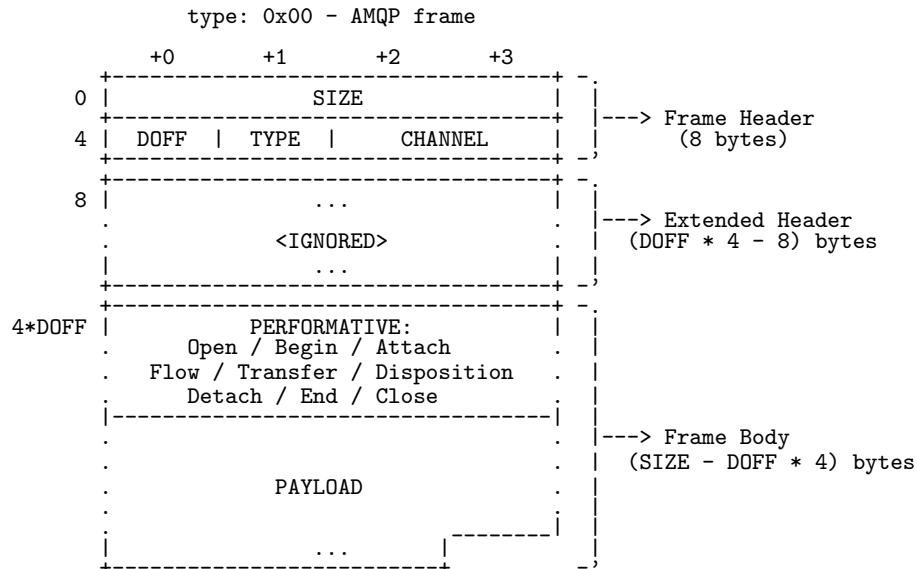 type: 0x00 - AMQP frame
+0 +1 +2 +3
0 SIZE
4 DOFF | TYPE | CHANNEL
---> Frame Header
(8 bytes)
8 ...
<IGNORED>
...
---> Extended Header
(DOFF * 4 - 8) bytes
4*DOFF PERFORMATIVE:
Open / Begin / Attach
Flow / Transfer / Disposition
Detach / End / Close
PAYLOAD
...
---> Frame Body
(SIZE - DOFF * 4) bytes